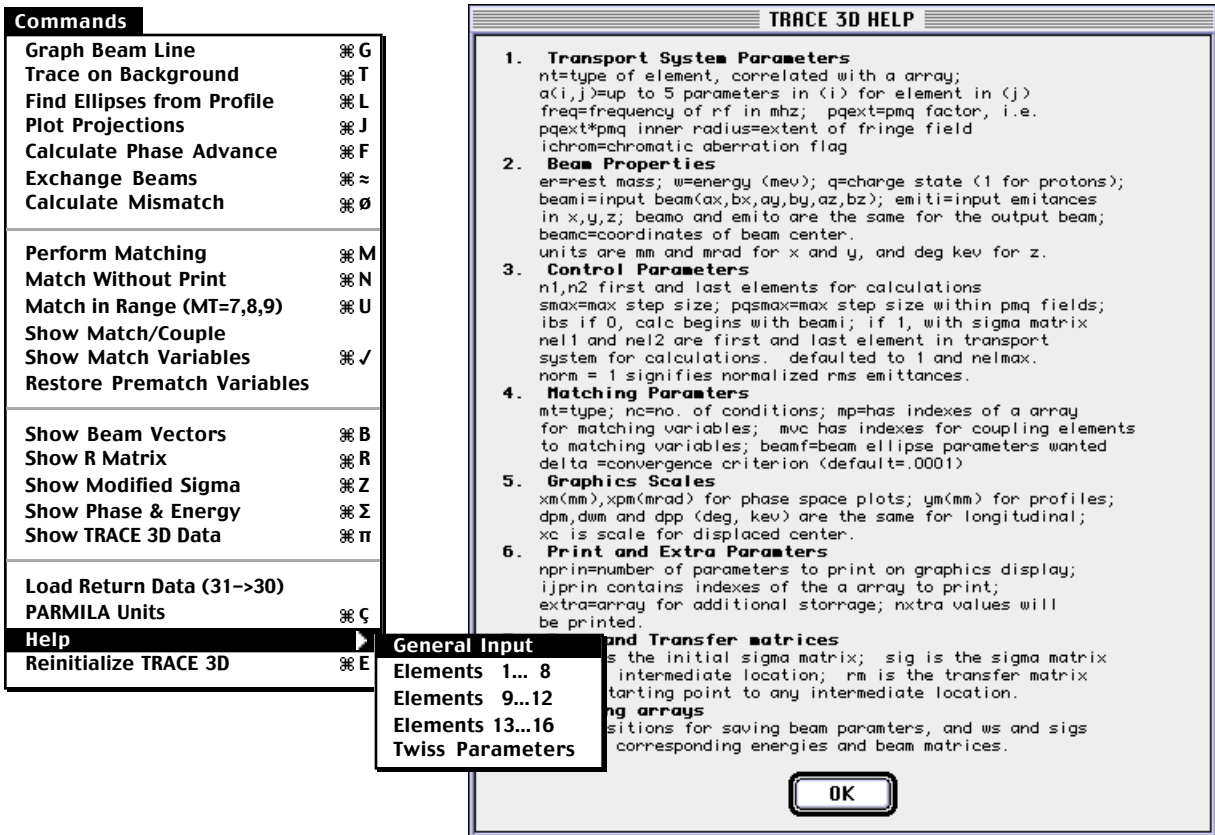 Commands
Graph Beam Line ⌘ G
Trace on Background ⌘ T
Find Ellipses from Profile ⌘ L
Plot Projections ⌘ J
Calculate Phase Advance ⌘ F
Exchange Beams ⌘ ≈
Calculate Mismatch ⌘ ø
Perform Matching ⌘ M
Match Without Print ⌘ N
Match in Range (MT=7,8,9) ⌘ U
Show Match/Couple
Show Match Variables ⌘ ✓
Restore Prematch Variables
Show Beam Vectors ⌘ B
Show R Matrix ⌘ R
Show Modified Sigma ⌘ Z
Show Phase & Energy ⌘ Σ
Show TRACE 3D Data ⌘ π
Load Return Data (31–>30)
PARMILA Units ⌘ Ç
Help
Reinitialize TRACE 3D ⌘ E
General Input
Elements 1... 8
Elements 9...12
Elements 13...16
Twiss Parameters
TRACE 3D HELP
1. Transport System Parameters
nt=type of element, correlated with a array;
a(i,j)=up to 5 parameters in (i) for element in (j)
freq=frequency of rf in mhz; pqext=pmq factor, i.e.
pqext*pmq inner radius=extent of fringe field
ichrom=chromatic aberration flag
2. Beam Properties
er=rest mass; w=energy (mev); q=charge state (1 for protons);
beami=input beam(ax,bx,ay,by,az,bz); emiti=input emitances
in x,y,z; beamo and emito are the same for the output beam;
beamc=coordinates of beam center.
units are mm and mrad for x and y, and deg kev for z.
3. Control Parameters
n1,n2 first and last elements for calculations
smax=max step size; pqsmax=max step size within pmq fields;
ibs if 0, calc begins with beami; if 1, with sigma matrix
nel1 and nel2 are first and last element in transport
system for calculations. defaulted to 1 and nelmax.
norm = 1 signifies normalized rms emittances.
4. Matching Paramters
mt=type; nc=no. of conditions; mp=has indexes of a array
for matching variables; mvc has indexes for coupling elements
to matching variables; beamf=beam ellipse parameters wanted
delta =convergence criterion (default=.0001)
5. Graphics Scales
xm(mm),xpm(mrad) for phase space plots; ym(mm) for profiles;
dpm,dwm and dpp (deg, kev) are the same for longitudinal;
xc is scale for displaced center.
6. Print and Extra Paramters
nprin=number of parameters to print on graphics display;
ijprin contains indexes of the a array to print;
extra=array for additional storrage; nxtra values will
be printed.
and Transfer matrices
s the initial sigma matrix; sig is the sigma matrix
intermediate location; rm is the transfer matrix
tarting point to any intermediate location.
ng arrays
sitions for saving beam paramters, and ws and sigs
corresponding energies and beam matrices.
OK